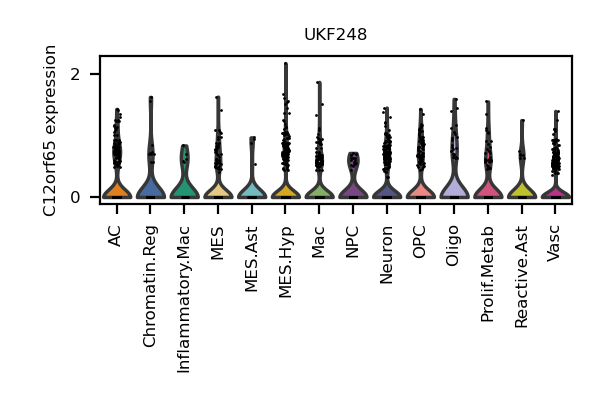 UKF248
C12orf65 expression
2
0
AC
Chromatin.Reg
Inflammatory.Mac
MES
MES.Ast
MES.Hyp
Mac
NPC
Neuron
OPC
Oligo
Prolif.Metab
Reactive.Ast
Vasc